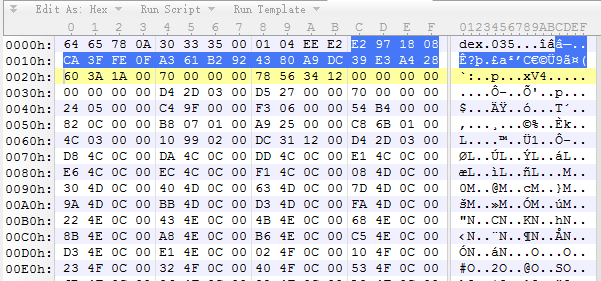 Edit As: Hex Run Script Run Template
0 1 2 3 4 5 6 7 8 9 A B C D E F 0123456789ABCDEF
0000h: 64 65 78 0A 30 33 35 00 01 04 EE E2 E2 97 18 08 dex.035...îââ—..
0010h: CA 3F FE 0F A3 61 B2 92 43 80 A9 DC 39 E3 A4 28 Ê?þ.£a²’C€©Ü9ã¤(
0020h: 60 3A 1A 00 70 00 00 00 78 56 34 12 00 00 00 00 `:..p...xV4.....
0030h: 00 00 00 00 D4 2D 03 00 D5 27 00 00 70 00 00 00 ....Ô-..Õ'..p...
0040h: 24 05 00 00 C4 9F 00 00 F3 06 00 00 54 B4 00 00 $...ÄŸ..ó...T´..
0050h: 82 0C 00 00 B8 07 01 00 A9 25 00 00 C8 6B 01 00 ‚...¸...©%..Èk..
0060h: 4C 03 00 00 10 99 02 00 DC 31 12 00 D4 2D 03 00 L....™..Ü1..Ô-..
0070h: D8 4C 0C 00 DA 4C 0C 00 DD 4C 0C 00 E1 4C 0C 00 ØL..ÚL..ÝL..áL..
0080h: E6 4C 0C 00 EC 4C 0C 00 F1 4C 0C 00 08 4D 0C 00 æL..ìL..ñL...M..
0090h: 30 4D 0C 00 40 4D 0C 00 63 4D 0C 00 7D 4D 0C 00 0M..@M..cM..}M..
00A0h: 9A 4D 0C 00 BB 4D 0C 00 D3 4D 0C 00 FA 4D 0C 00 šM..»M..ÓM..úM..
00B0h: 22 4E 0C 00 43 4E 0C 00 4B 4E 0C 00 68 4E 0C 00 "N..CN..KN..hN..
00C0h: 8B 4E 0C 00 A8 4E 0C 00 B6 4E 0C 00 C5 4E 0C 00 ‹N..¨N..¶N..ÅN..
00D0h: D3 4E 0C 00 E1 4E 0C 00 02 4F 0C 00 10 4F 0C 00 ÓN..áN...O...O..
00E0h: 23 4F 0C 00 32 4F 0C 00 40 4F 0C 00 53 4F 0C 00 #O..2O..@O..SO..